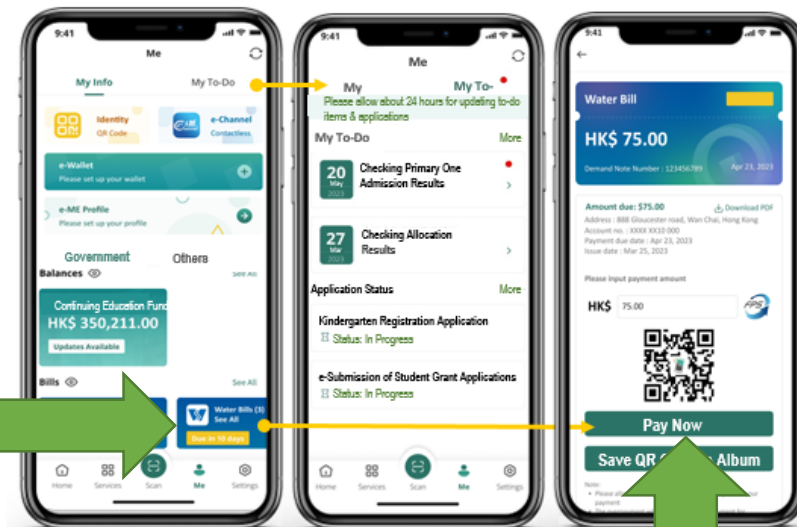 9:41
Me
My Info
My To-Do
Identity
QR Code
e-Channel
Contactless
e-Wallet
Please set up your wallet
e-ME Profile
Please set up your profile
Government
Others
Balances
See All
Continuing Education Fund
HK$ 350,211.00
Updates Available
Bills
See All
Water Bills (3)
See All
Due in 10 days
Home
Services
Scan
Me
Settings
9:41
Me
My
My To-
Please allow about 24 hours for updating to-do
items & applications
My To-Do
More
20
May
2023
Checking Primary One
Admission Results
27
Mar
2023
Checking Allocation
Results
Application Status
More
Kindergarten Registration Application
Status: In Progress
e-Submission of Student Grant Applications
Status: In Progress
Home
Services
Scan
Me
Settings
9:41
Water Bill
HK$ 75.00
Demand Note Number : 123456789
Apr 23, 2023
Amount due: $75.00
Download PDF
Address : 888 Gloucester road, Wan Chai, Hong Kong
Account no. : XXXX XX10 000
Payment due date : Apr 23, 2023
Issue date : Mar 25, 2023
Please input payment amount
HK$
75.00
FPS
Pay Now
Save QR
Album
Note:
payment